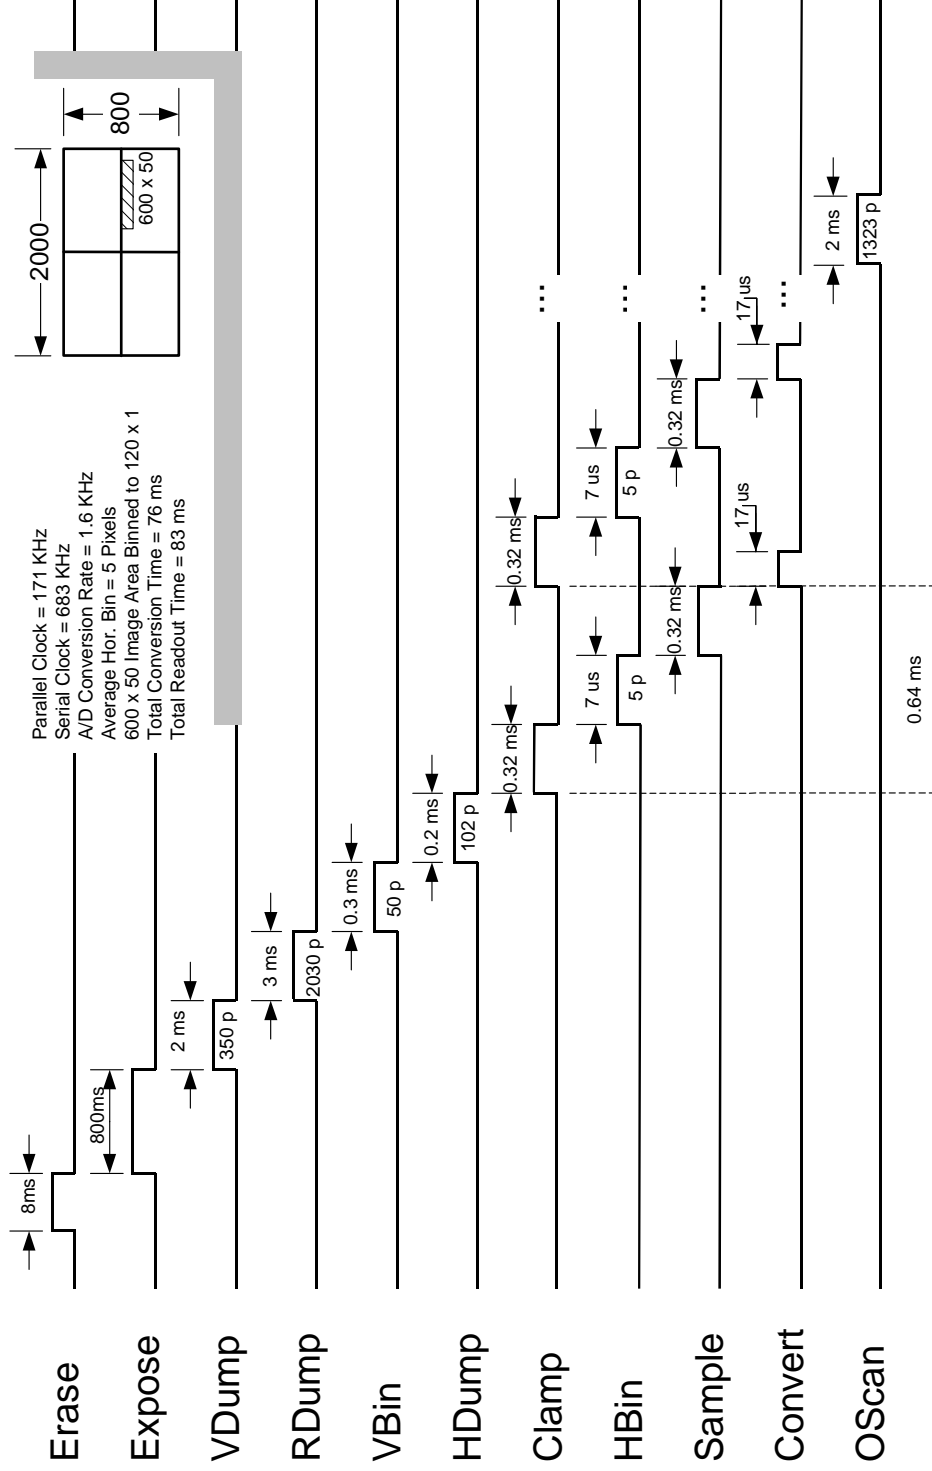 Erase
Expose
VDump
RDump
VBin
HDump
Clamp
HBin
Sample
Convert
OScan
Parallel Clock = 171 KHz
Serial Clock = 683 KHz
A/D Conversion Rate = 1.6 KHz
Average Hor. Bin = 5 Pixels
600 x 50 Image Area Binned to 120 x 1
Total Conversion Time = 76 ms
Total Readout Time = 83 ms
2000
800
600 x 50
8ms
800ms
2 ms
350 p
3 ms
2030 p
0.3 ms
50 p
0.2 ms
102 p
0.32 ms
0.32 ms
...
7 us
5 p
7 us
5 p
...
0.32 ms
0.32 ms
...
17 us
17 us
...
2 ms
1323 p
0.64 ms